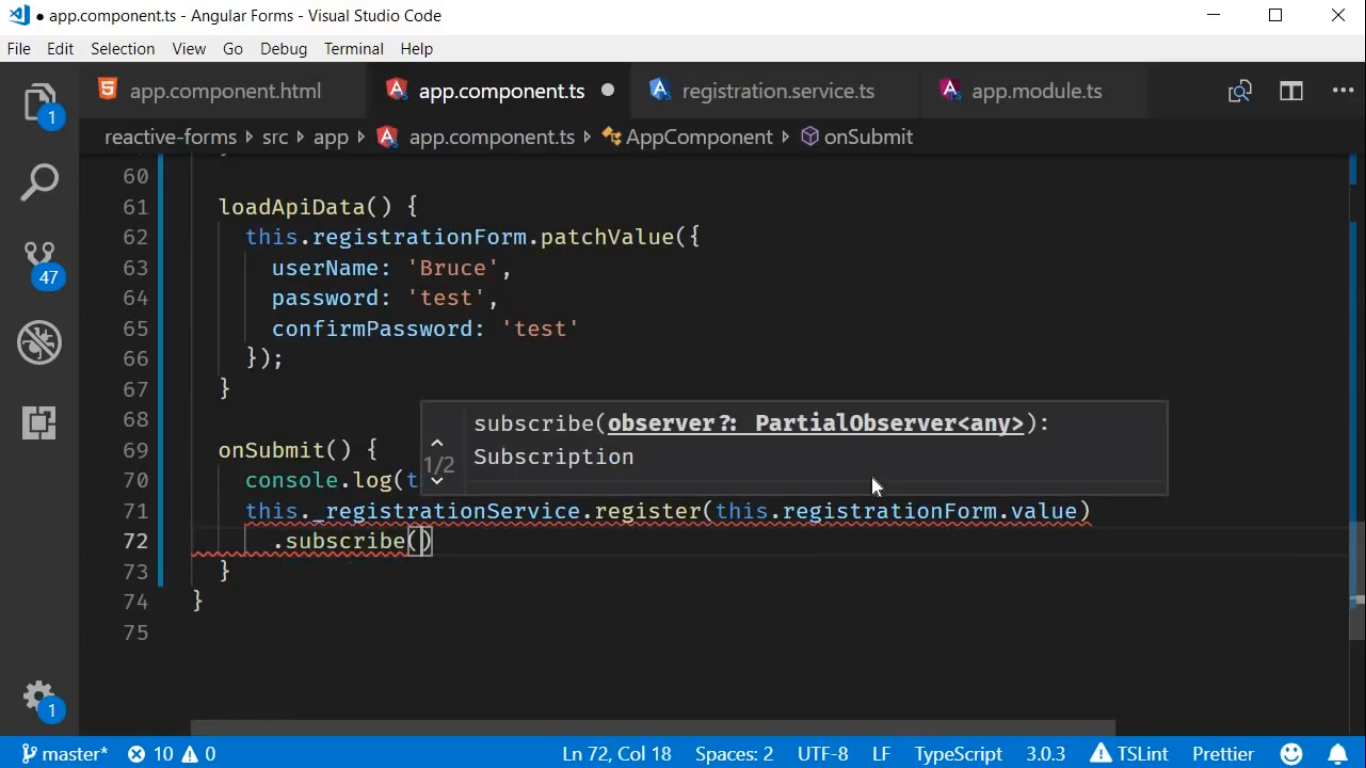 ● app.component.ts - Angular Forms - Visual Studio Code
File Edit Selection View Go Debug Terminal Help
app.component.html app.component.ts ● registration.service.ts app.module.ts ...
reactive-forms › src › app › app.component.ts › AppComponent › onSubmit
60
61 loadApiData() {
62 this.registrationForm.patchValue({
63 userName: 'Bruce',
64 password: 'test',
65 confirmPassword: 'test'
66 });
67 }
68
69 onSubmit() {
70 console.log(t
71 this._registrationService.register(this.registrationForm.value)
72 .subscribe()
73 }
74 }
75
subscribe(observer?: PartialObserver<any>):
1/2 Subscription
1
47
1
master* 10 0 Ln 72, Col 18 Spaces: 2 UTF-8 LF TypeScript 3.0.3 TSLint Prettier